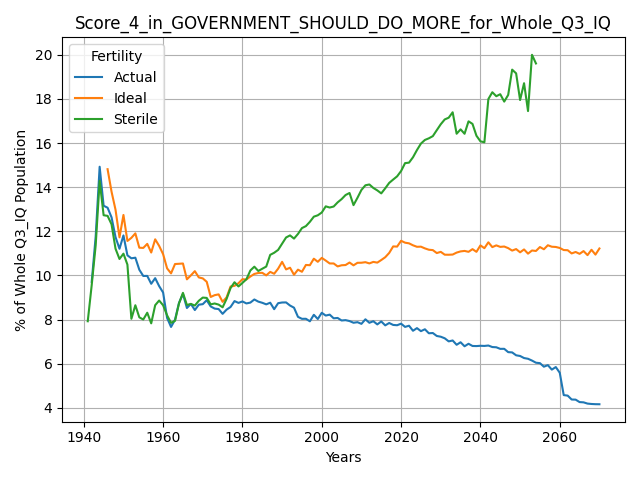 Score_4_in_GOVERNMENT_SHOULD_DO_MORE_for_Whole_Q3_IQ
Fertility
Actual
Ideal
Sterile
% of Whole Q3_IQ Population
20
18
16
14
12
10
8
6
4
1940 1960 1980 2000 2020 2040 2060
Years